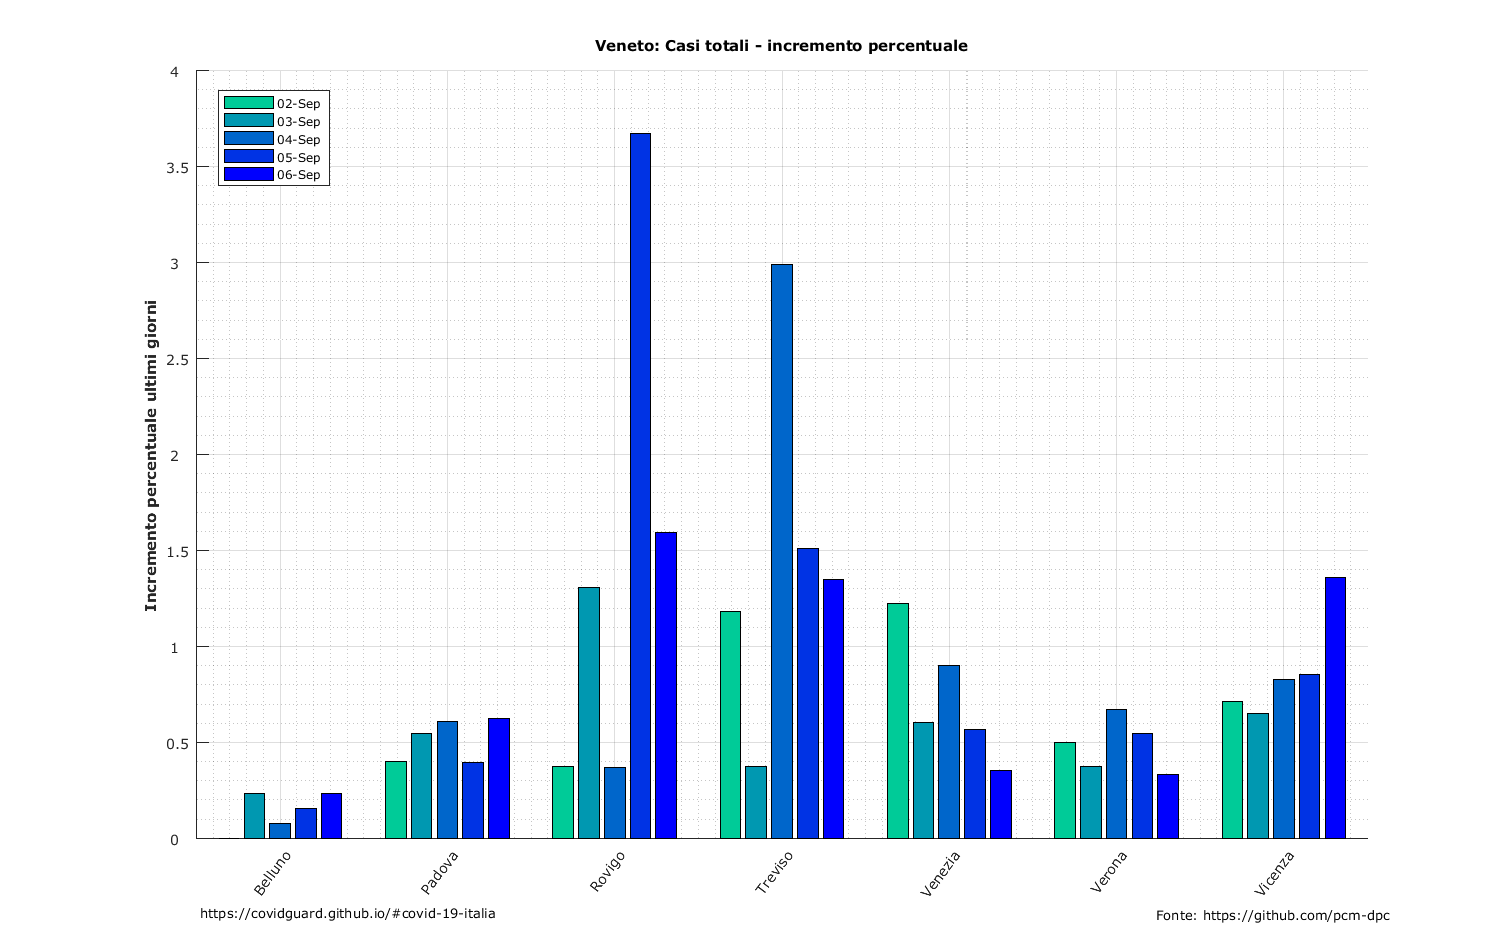 Veneto: Casi totali - incremento percentuale
4
3.5
3
2.5
2
1.5
1
0.5
0
Incremento percentuale ultimi giorni
02-Sep
03-Sep
04-Sep
05-Sep
06-Sep
Belluno
Padova
Rovigo
Treviso
Venezia
Verona
Vicenza
https://covidguard.github.io/#covid-19-italia
Fonte: https://github.com/pcm-dpc